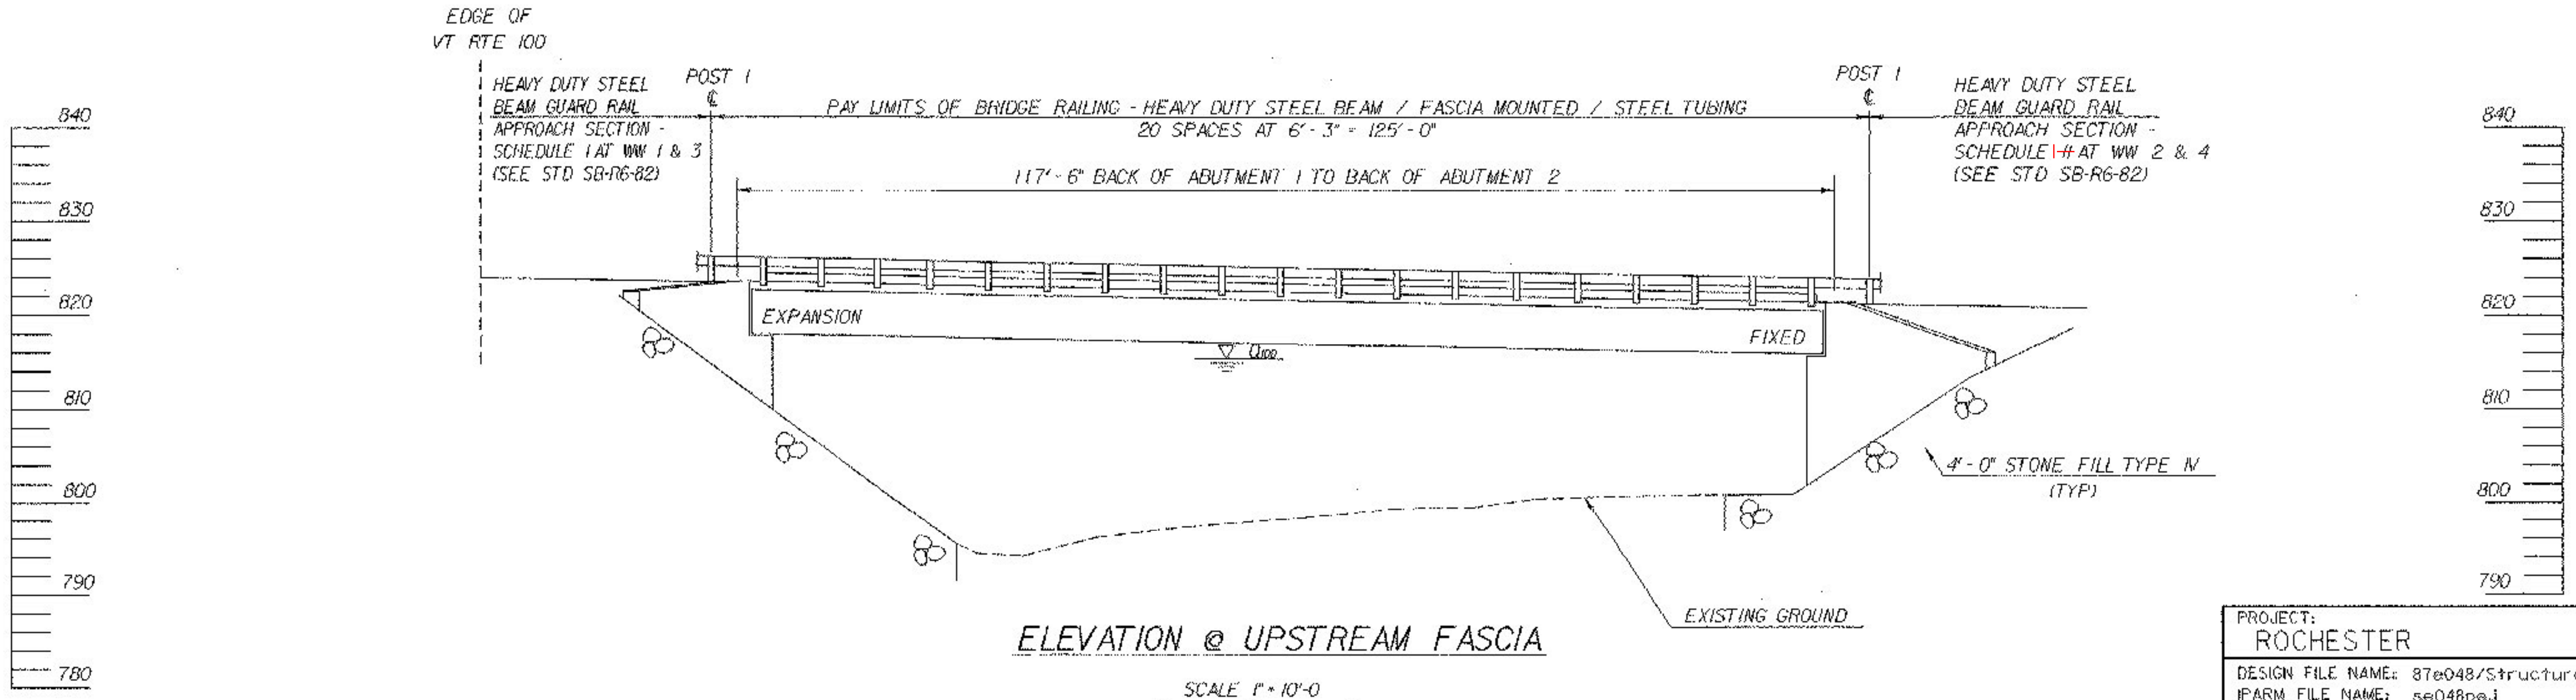 EDGE OF
VT RTE 100
HEAVY DUTY STEEL
BEAM GUARD RAIL
APPROACH SECTION -
SCHEDULE I AT WW 1 & 3
(SEE STD SB-R6-82)
POST 1
℄
PAY LIMITS OF BRIDGE RAILING - HEAVY DUTY STEEL BEAM / FASCIA MOUNTED / STEEL TUBING
20 SPACES AT 6'-3" = 125'-0"
117'-6" BACK OF ABUTMENT 1 TO BACK OF ABUTMENT 2
POST 1
℄
HEAVY DUTY STEEL
BEAM GUARD RAIL
APPROACH SECTION -
SCHEDULE I AT WW 2 & 4
(SEE STD SB-R6-82)
840
830
820
810
800
790
780
840
830
820
810
800
790
EXPANSION
FIXED
Q100
4'-0" STONE FILL TYPE IV
(TYP)
EXISTING GROUND
ELEVATION @ UPSTREAM FASCIA
SCALE 1" = 10'-0
PROJECT:
ROCHESTER
DESIGN FILE NAME: 87e048/Structur
IPARM FILE NAME: se048pe.i